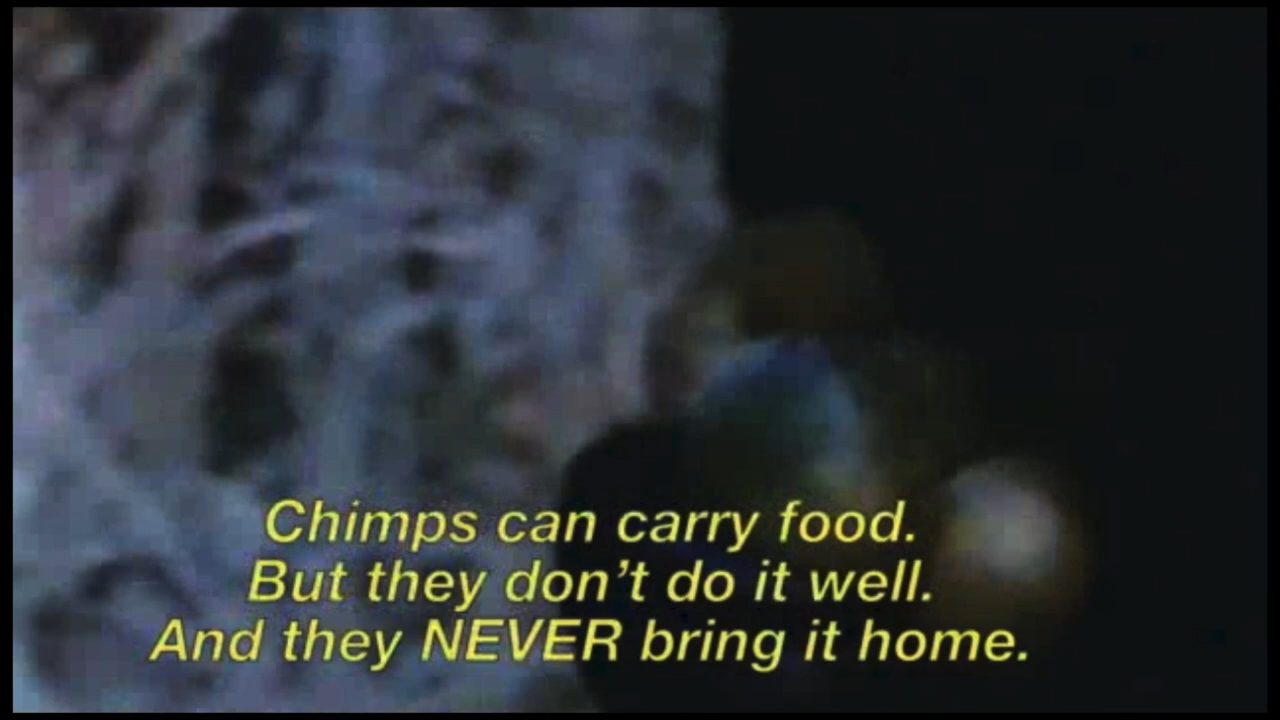 Chimps can carry food.
But they don't do it well.
And they NEVER bring it home.